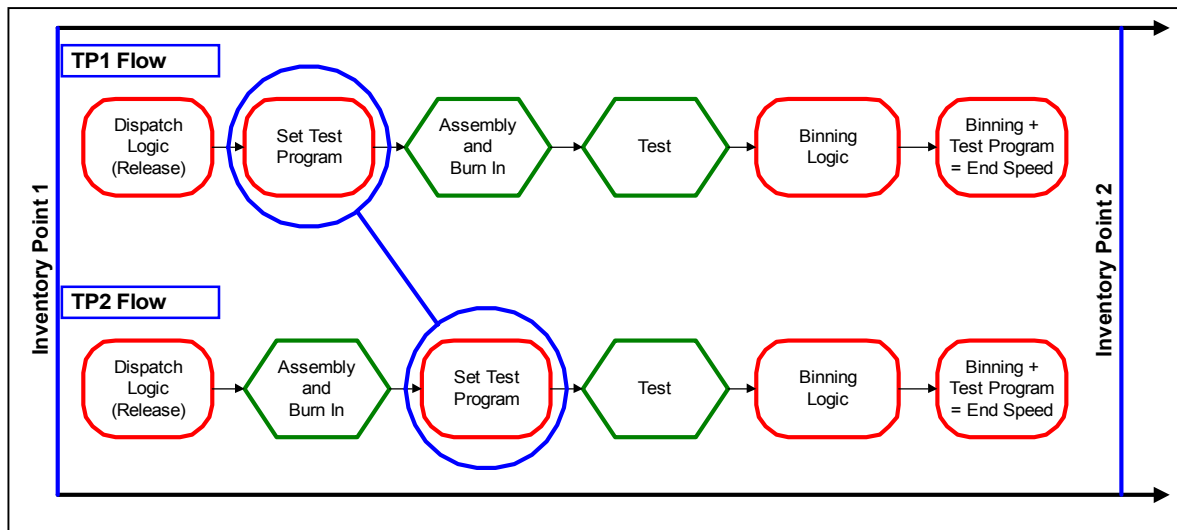 TP1 Flow
Inventory Point 1
Dispatch
Logic
(Release)
Set Test
Program
Assembly
and
Burn In
Test
Binning
Logic
Binning +
Test Program
= End Speed
Inventory Point 2
TP2 Flow
Dispatch
Logic
(Release)
Assembly
and
Burn In
Set Test
Program
Test
Binning
Logic
Binning +
Test Program
= End Speed